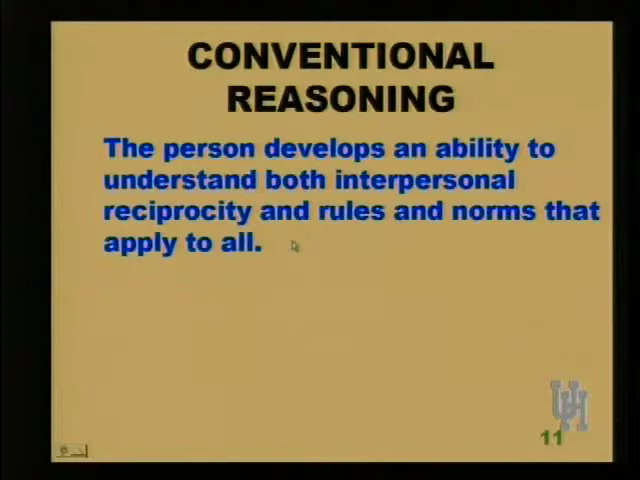 CONVENTIONAL
REASONING
The person develops an ability to
understand both interpersonal
reciprocity and rules and norms that
apply to all.
UH
11